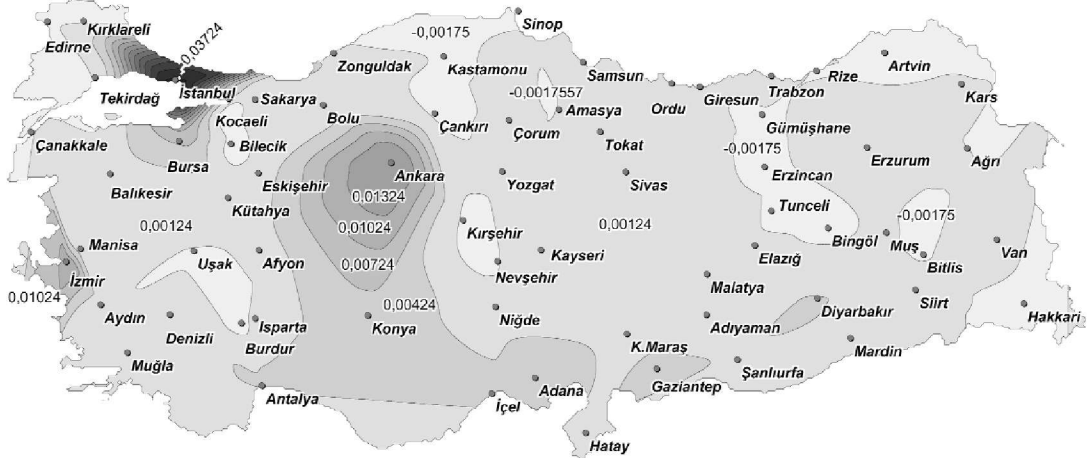 Sinop
Kırklareli
-0,03724
-0,00175
Edirne
Zonguldak
Kastamonu
Samsun
Rize
Artvin
Tekirdağ
İstanbul
Sakarya
-0,0017557
Amasya
Ordu
Giresun
Trabzon
Kars
Kocaeli
Bolu
Çankırı
Çorum
Gümüşhane
Çanakkale
Bilecik
Tokat
-0,00175
Bursa
Erzurum
Ağrı
Balıkeşir
Eskişehir
Ankara
Yozgat
Sivas
Erzincan
Kütahya
0,01324
Tunceli
-0,00175
0,00124
0,01024
Kırşehir
0,00124
Bingöl
Muş
Manisa
Uşak
Afyon
0,00724
Kayseri
Elazığ
Bitlis
Van
İzmir
Nevşehir
Malatya
0,01024
0,00424
Siirt
Aydın
Denizli
Isparta
Konya
Niğde
Adıyaman
Diyarbakır
Hakkari
Burdur
K.Maraş
Mardin
Muğla
Şanlıurfa
Antalya
İçel
Adana
Gaziantep
Hatay